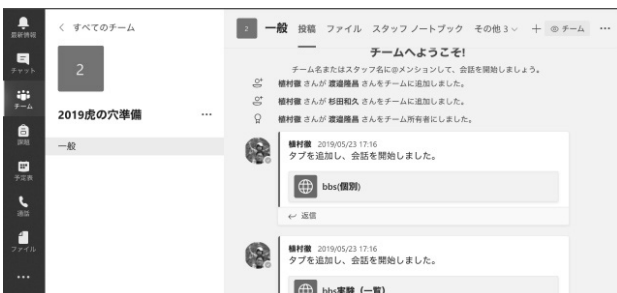 最新情報
チャット
チーム
課題
予定表
通話
ファイル
…
< すべてのチーム
2
2019虎の穴準備 …
一般
2 一般 投稿 ファイル スタッフ ノートブック その他 3 ∨ + ◎ チーム …
チームへようこそ!
チーム名またはスタッフ名に@メンションして、会話を開始しましょう。
植村徹 さんが 渡邉隆昌 さんをチームに追加しました。
植村徹 さんが 杉田和久 さんをチームに追加しました。
植村徹 さんが 渡邉隆昌 さんをチーム所有者にしました。
植村徹 2019/05/23 17:16
タブを追加し、会話を開始しました。
bbs(個別)
↵ 返信
植村徹 2019/05/23 17:16
タブを追加し、会話を開始しました。
bbs実験（一覧）